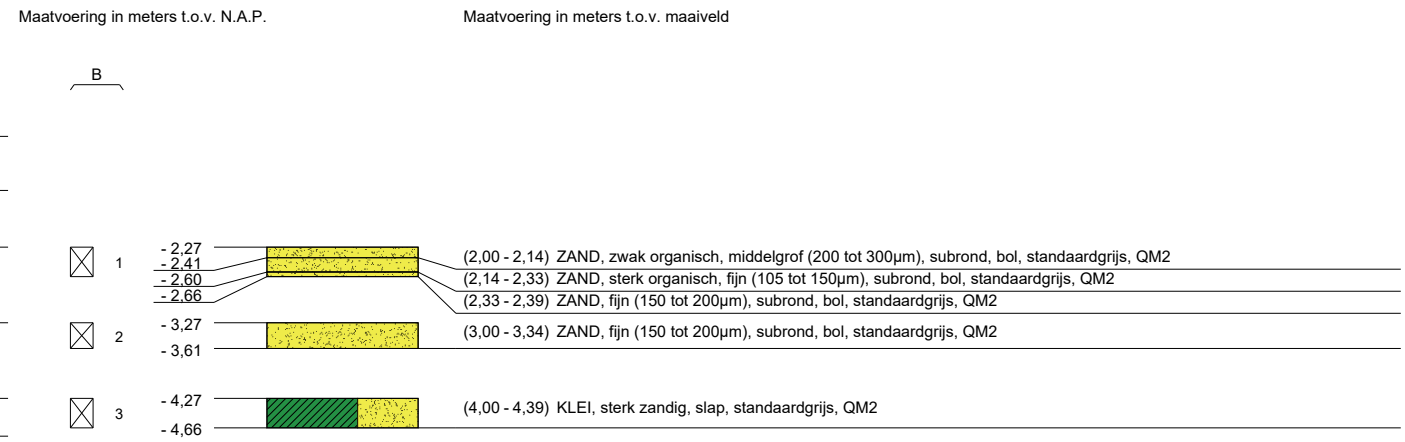 Maatvoering in meters t.o.v. N.A.P.
Maatvoering in meters t.o.v. maaiveld
B
1
- 2,27
- 2,41
- 2,60
- 2,66
(2,00 - 2,14) ZAND, zwak organisch, middelgrof (200 tot 300µm), subrond, bol, standaardgrijs, QM2
(2,14 - 2,33) ZAND, sterk organisch, fijn (105 tot 150µm), subrond, bol, standaardgrijs, QM2
(2,33 - 2,39) ZAND, fijn (150 tot 200µm), subrond, bol, standaardgrijs, QM2
2
- 3,27
- 3,61
(3,00 - 3,34) ZAND, fijn (150 tot 200µm), subrond, bol, standaardgrijs, QM2
3
- 4,27
- 4,66
(4,00 - 4,39) KLEI, sterk zandig, slap, standaardgrijs, QM2